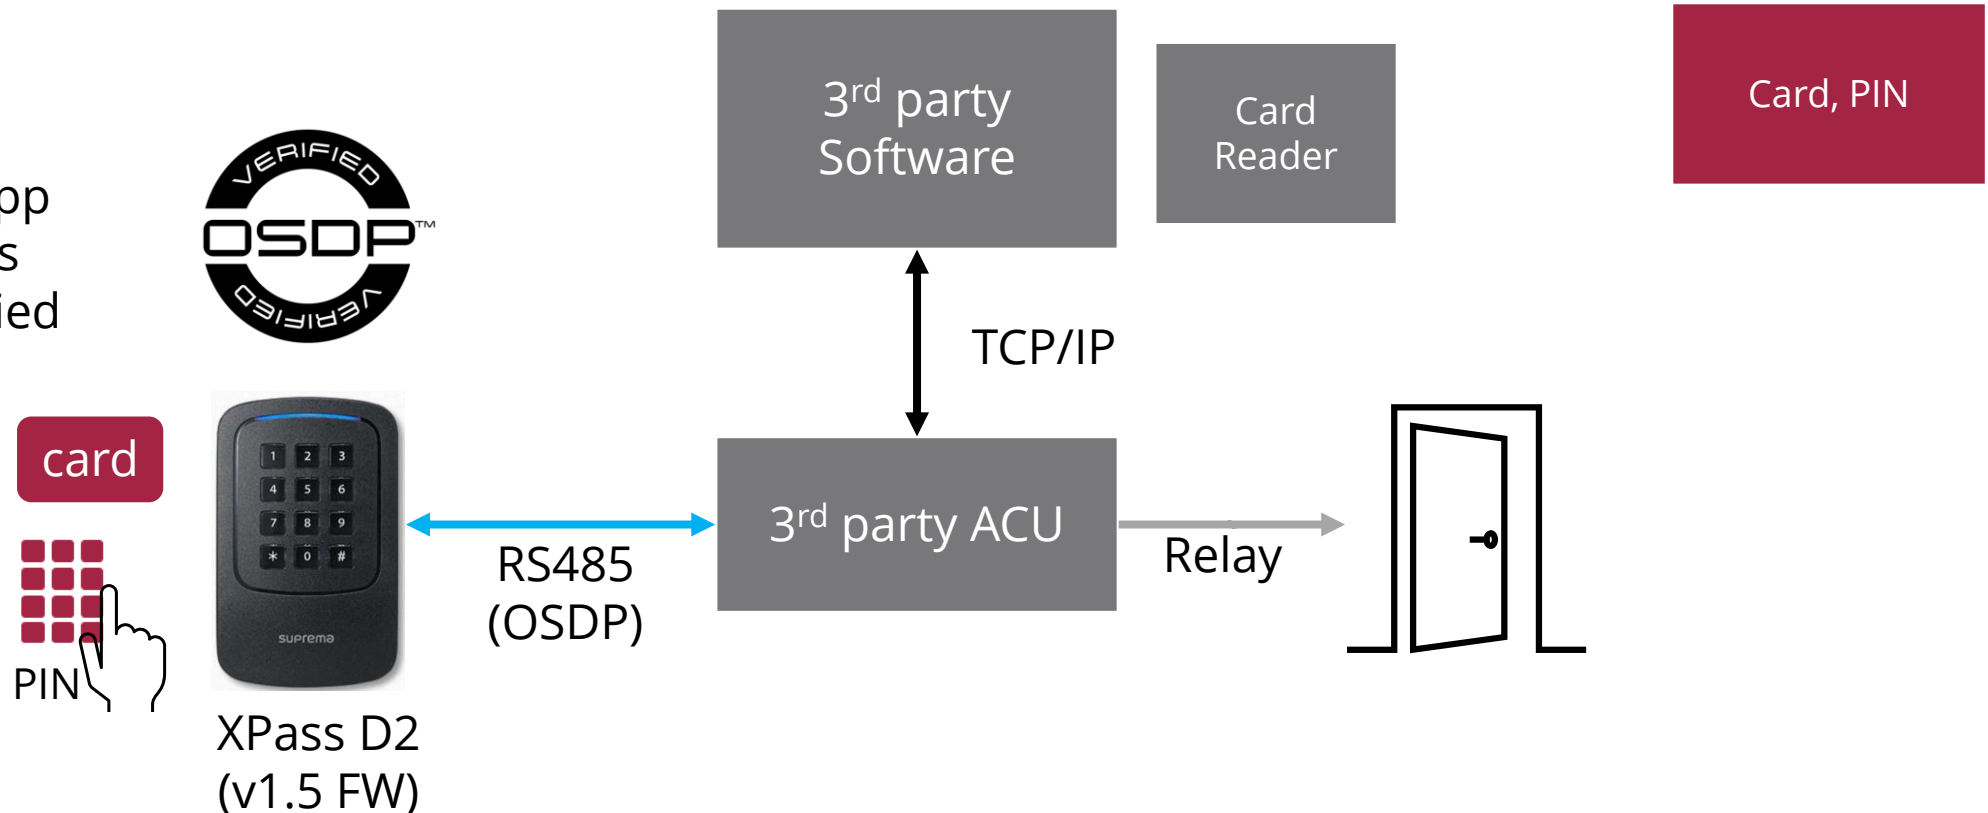 3rd party
Software
Card
Reader
Card, PIN
VERIFIED
OSDP™
VERIFIED
TCP/IP
card
1 2 3
4 5 6
7 8 9
* 0 #
suprema
PIN
RS485
(OSDP)
3rd party ACU
Relay
XPass D2
(v1.5 FW)